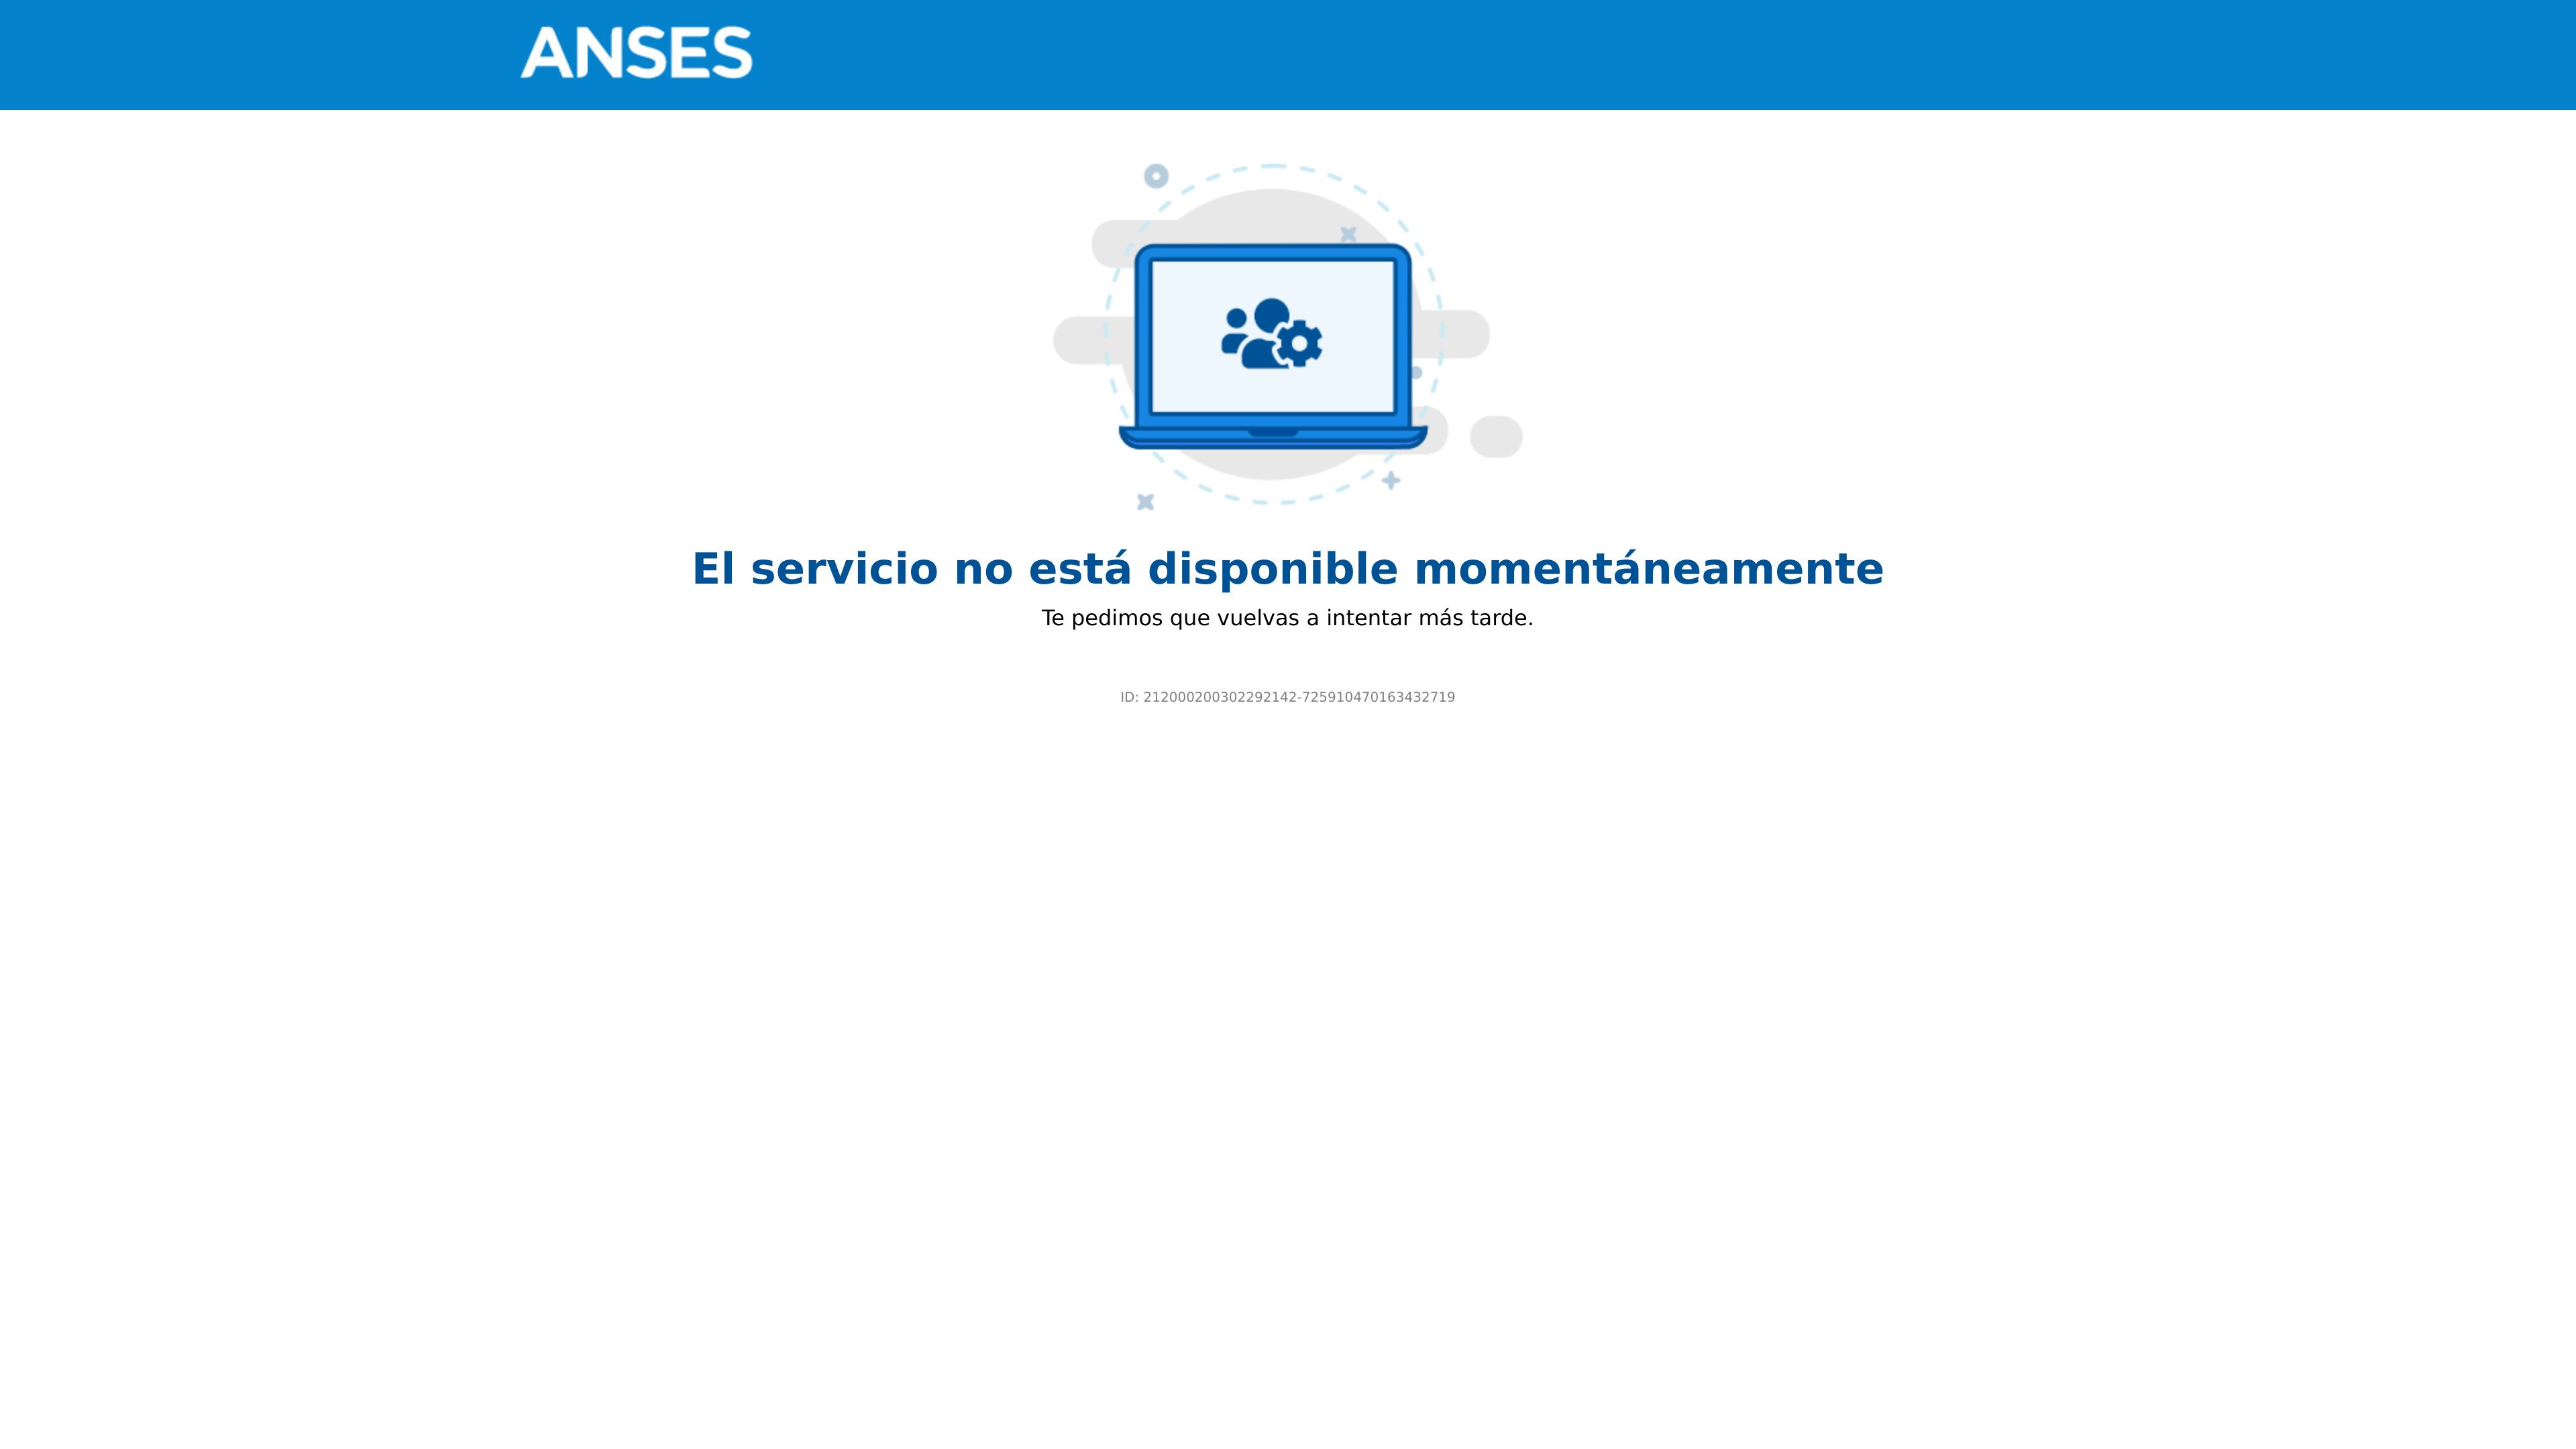 ANSES
El servicio no está disponible momentáneamente
Te pedimos que vuelvas a intentar más tarde.
ID: 212000200302292142-725910470163432719